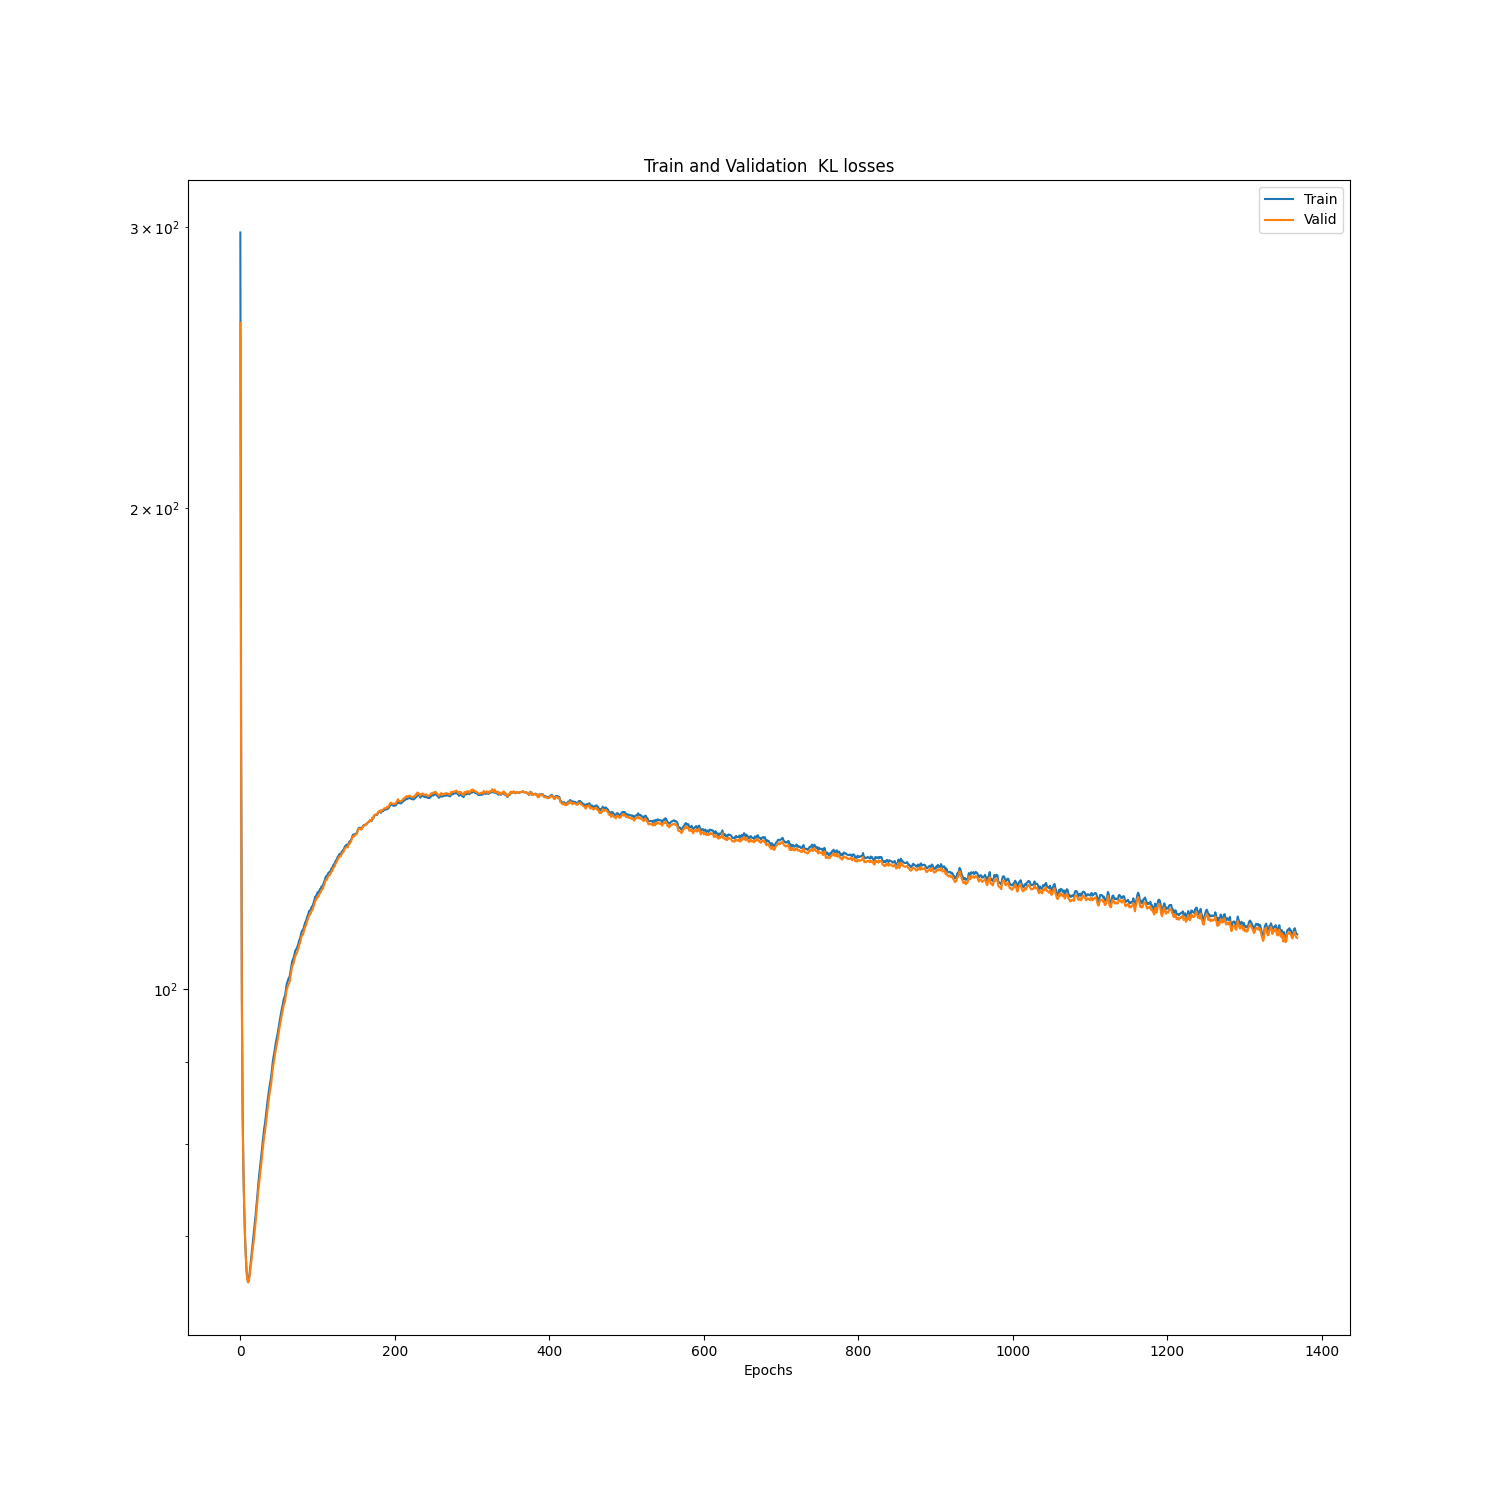 Train and Validation  KL losses
Train
Valid
3 × 10²
2 × 10²
10²
0 200 400 600 800 1000 1200 1400
Epochs